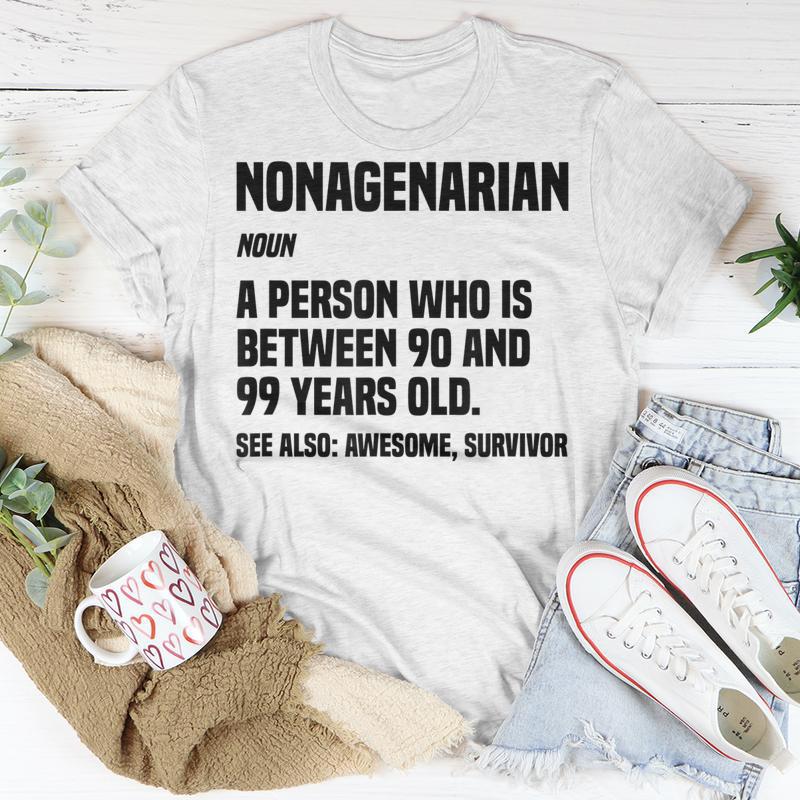 NONAGENARIAN
NOUN
A PERSON WHO IS
BETWEEN 90 AND
99 YEARS OLD.
SEE ALSO: AWESOME, SURVIVOR